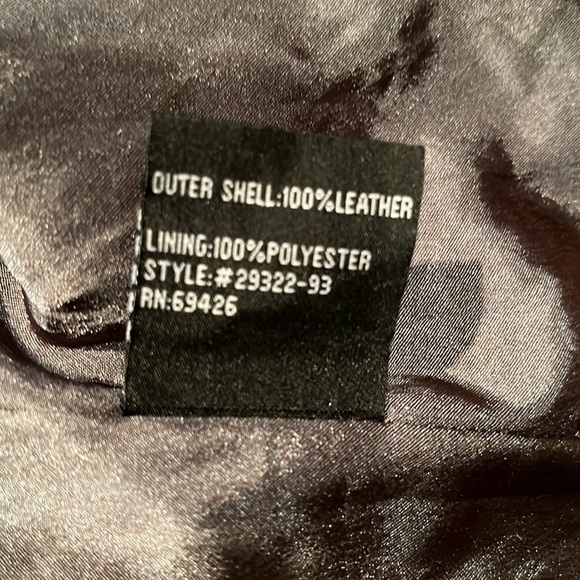 OUTER SHELL:100%LEATHER
LINING:100%POLYESTER
STYLE:#29322-93
RN:69426